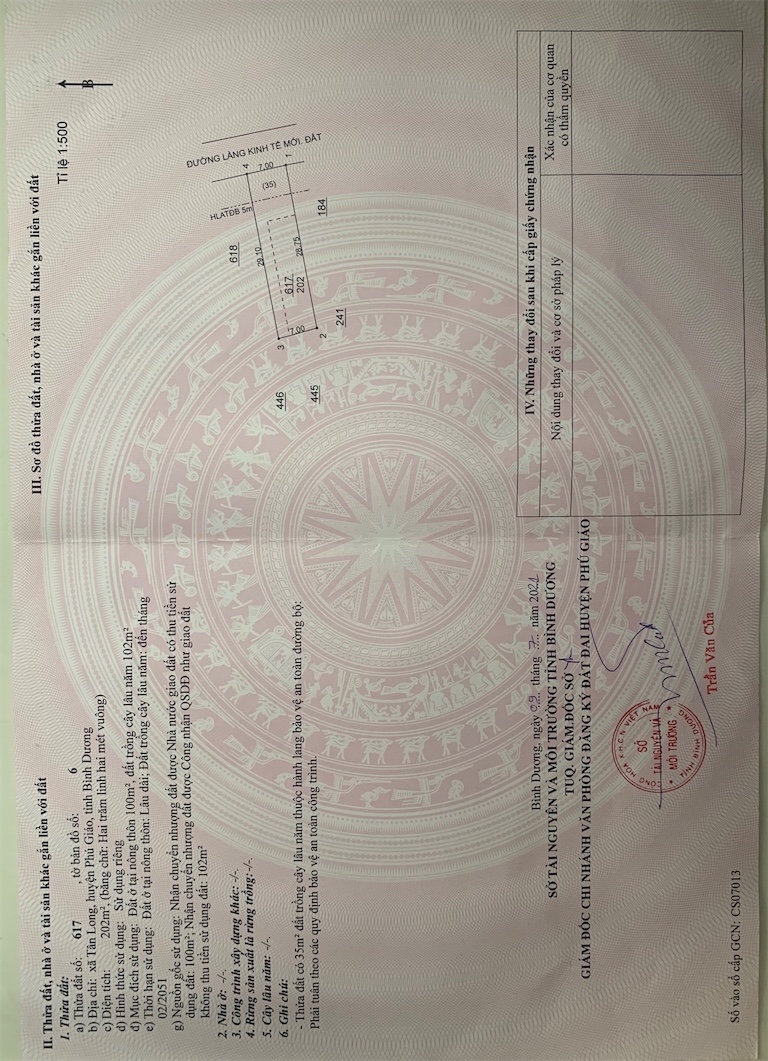 II. Thửa đất, nhà ở và tài sản khác gắn liền với đất
1. Thửa đất:
a) Thửa đất số: 617 , tờ bản đồ số: 6
b) Địa chỉ: xã Tân Long, huyện Phú Giáo, tỉnh Bình Dương
c) Diện tích: 202m², (bằng chữ: Hai trăm linh hai mét vuông)
d) Hình thức sử dụng: Sử dụng riêng
đ) Mục đích sử dụng: Đất ở tại nông thôn 100m², đất trồng cây lâu năm 102m²
e) Thời hạn sử dụng: Đất ở tại nông thôn: Lâu dài; Đất trồng cây lâu năm: đến tháng
02/2051
g) Nguồn gốc sử dụng: Nhận chuyển nhượng đất được Nhà nước giao đất có thu tiền sử
dụng đất: 100m²; Nhận chuyển nhượng đất được Công nhận QSDĐ như giao đất
không thu tiền sử dụng đất: 102m²
2. Nhà ở: -/-.
3. Công trình xây dựng khác: -/-.
4. Rừng sản xuất là rừng trồng: -/-.
5. Cây lâu năm: -/-.
6. Ghi chú:
- Thửa đất có 35m² đất trồng cây lâu năm thuộc hành lang bảo vệ an toàn đường bộ:
Phải tuân theo các quy định bảo vệ an toàn công trình.
Bình Dương, ngày 09 tháng 7 năm 2021
SỞ TÀI NGUYÊN VÀ MÔI TRƯỜNG TỈNH BÌNH DƯƠNG
TUQ. GIÁM ĐỐC SỞ
GIÁM ĐỐC CHI NHÁNH VĂN PHÒNG ĐĂNG KÝ ĐẤT ĐAI HUYỆN PHÚ GIÁO
SỞ
TÀI NGUYÊN VÀ
MÔI TRƯỜNG
Trần Văn Của
Số vào sổ cấp GCN: CS07013
III. Sơ đồ thửa đất, nhà ở và tài sản khác gắn liền với đất
Tỉ lệ 1:500
B
ĐƯỜNG LÀNG KINH TẾ MỚI. ĐẤT
HLATĐB 5m
4
7.00
1
(35)
618
29.10
617
202
28.75
184
3
7.00
2
241
446
445
IV. Những thay đổi sau khi cấp giấy chứng nhận
Nội dung thay đổi và cơ sở pháp lý
Xác nhận của cơ quan
có thẩm quyền